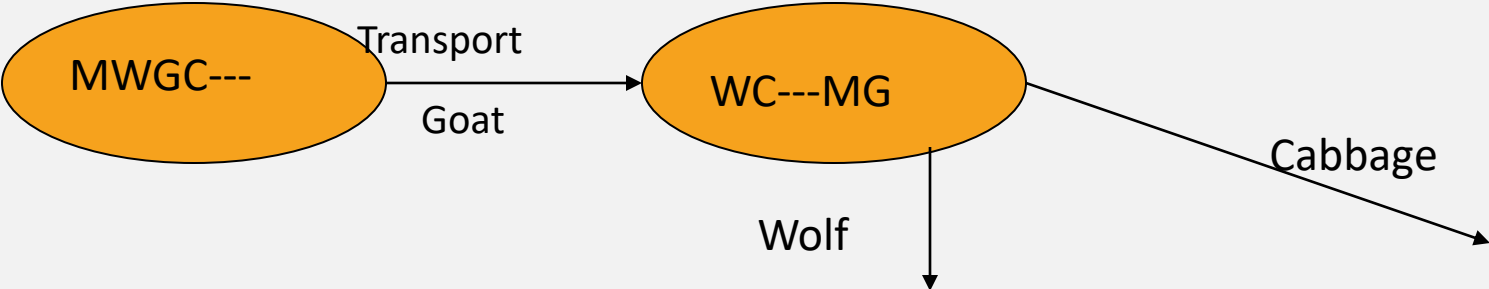 MWGC---
Transport
Goat
WC---MG
Cabbage
Wolf